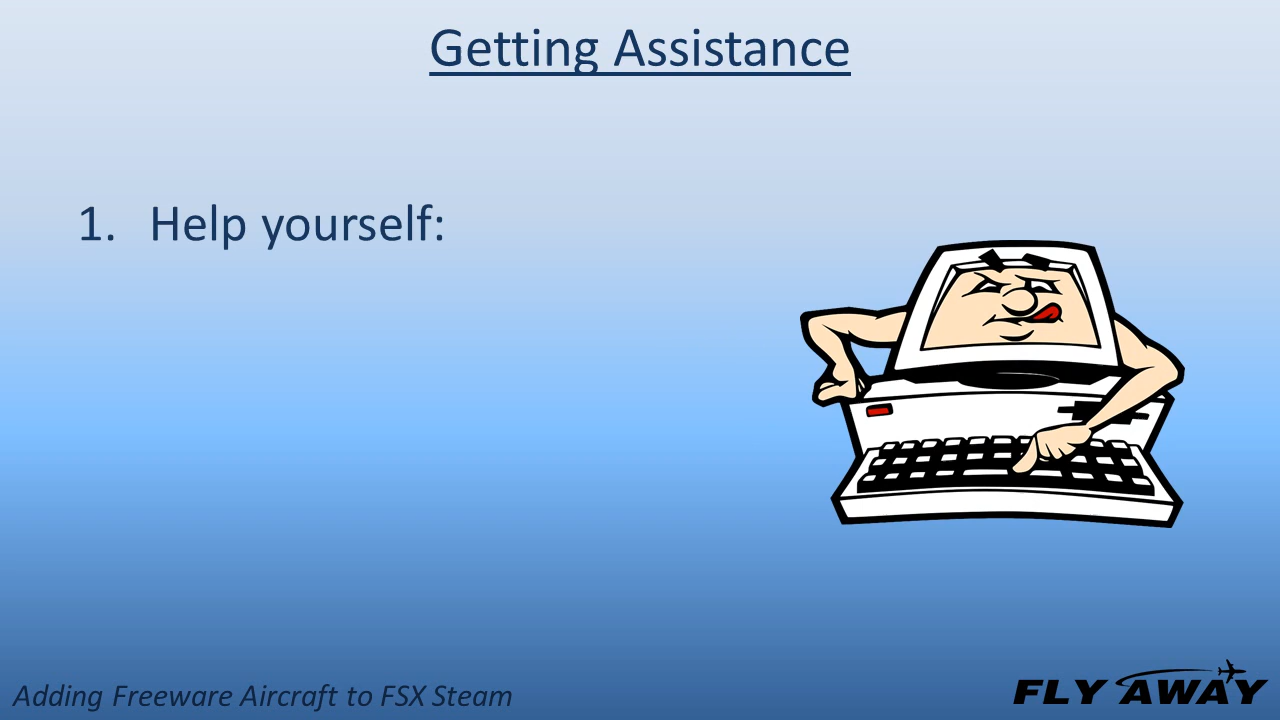 Getting Assistance
1. Help yourself:
Adding Freeware Aircraft to FSX Steam
FLY AWAY